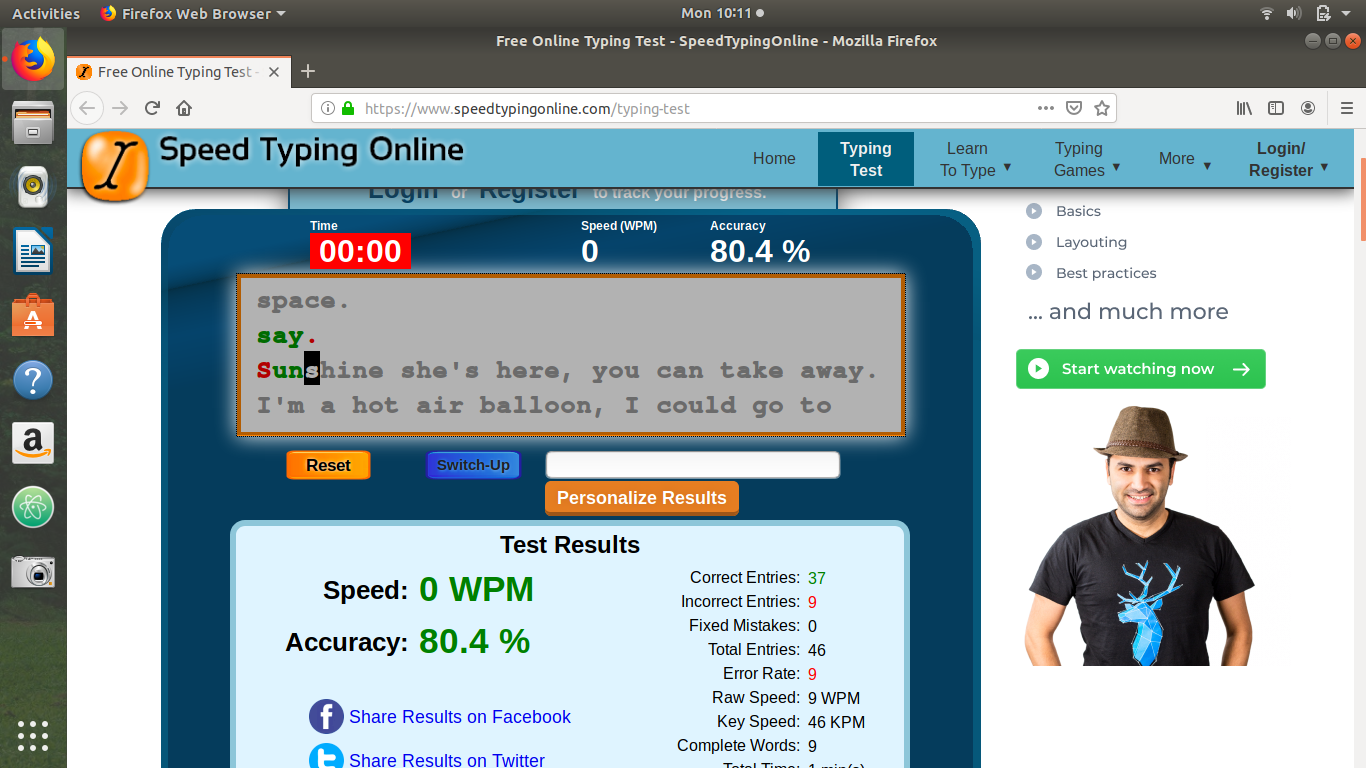 Activities Firefox Web Browser Mon 10:11
Free Online Typing Test - SpeedTypingOnline - Mozilla Firefox
Free Online Typing Test -
https://www.speedtypingonline.com/typing-test
Speed Typing Online
Home
Typing Test
Learn To Type
Typing Games
More
Login/ Register
Login or Register to track your progress.
Time Speed (WPM) Accuracy
00:00 0 80.4 %
space.
say.
Sunshine she's here, you can take away.
I'm a hot air balloon, I could go to
Reset Switch-Up
Personalize Results
Test Results
Speed: 0 WPM
Accuracy: 80.4 %
Share Results on Facebook
Share Results on Twitter
Correct Entries: 37
Incorrect Entries: 9
Fixed Mistakes: 0
Total Entries: 46
Error Rate: 9
Raw Speed: 9 WPM
Key Speed: 46 KPM
Complete Words: 9
Total Time: 1 min(s)
Basics
Layouting
Best practices
... and much more
Start watching now